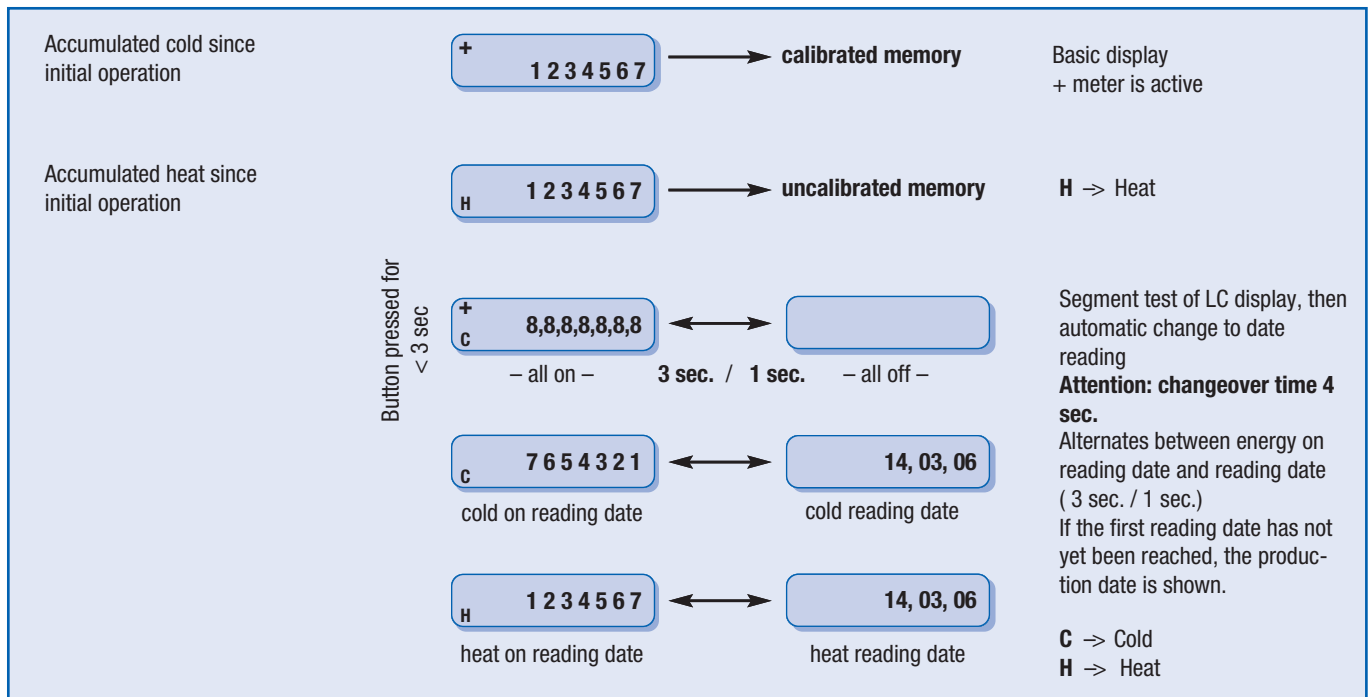 Accumulated cold since
initial operation
+
1 2 3 4 5 6 7
calibrated memory
Basic display
+ meter is active
Accumulated heat since
initial operation
H
1 2 3 4 5 6 7
uncalibrated memory
H –> Heat
Button pressed for
< 3 sec
+
C
8,8,8,8,8,8,8
– all on –
3 sec. / 1 sec.
– all off –
Segment test of LC display, then
automatic change to date
reading
Attention: changeover time 4
sec.
C
7 6 5 4 3 2 1
14, 03, 06
cold on reading date
cold reading date
Alternates between energy on
reading date and reading date
( 3 sec. / 1 sec.)
If the first reading date has not
yet been reached, the produc-
tion date is shown.
H
1 2 3 4 5 6 7
14, 03, 06
heat on reading date
heat reading date
C –> Cold
H –> Heat